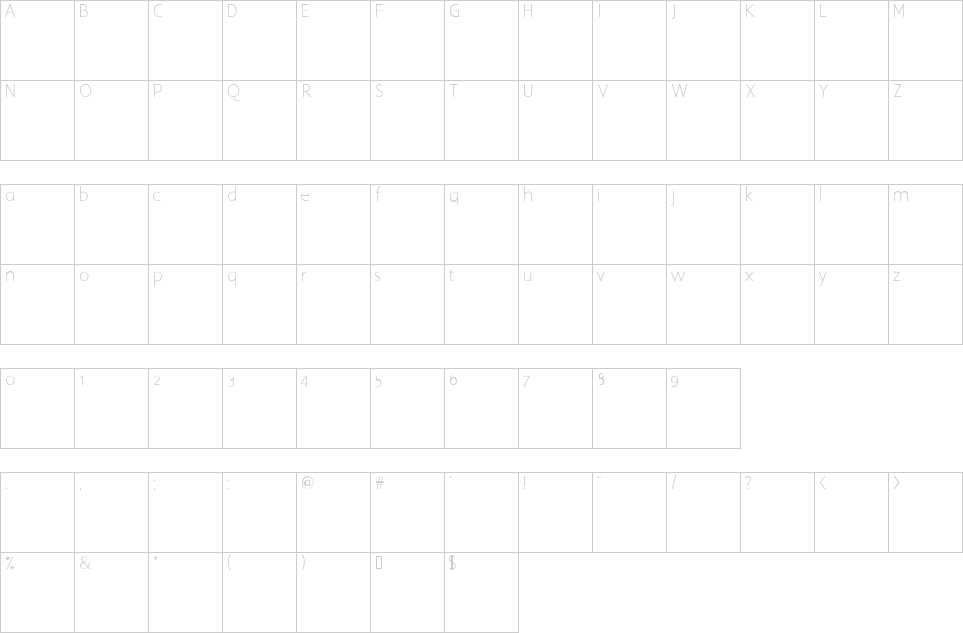 A B C D E F G H I J K L M
N O P Q R S T U V W X Y Z
a b c d e f g h i j k l m
n o p q r s t u v w x y z
0 1 2 3 4 5 6 7 8 9
. , ; : @ # ' ! " / ? < >
% & * ( ) $